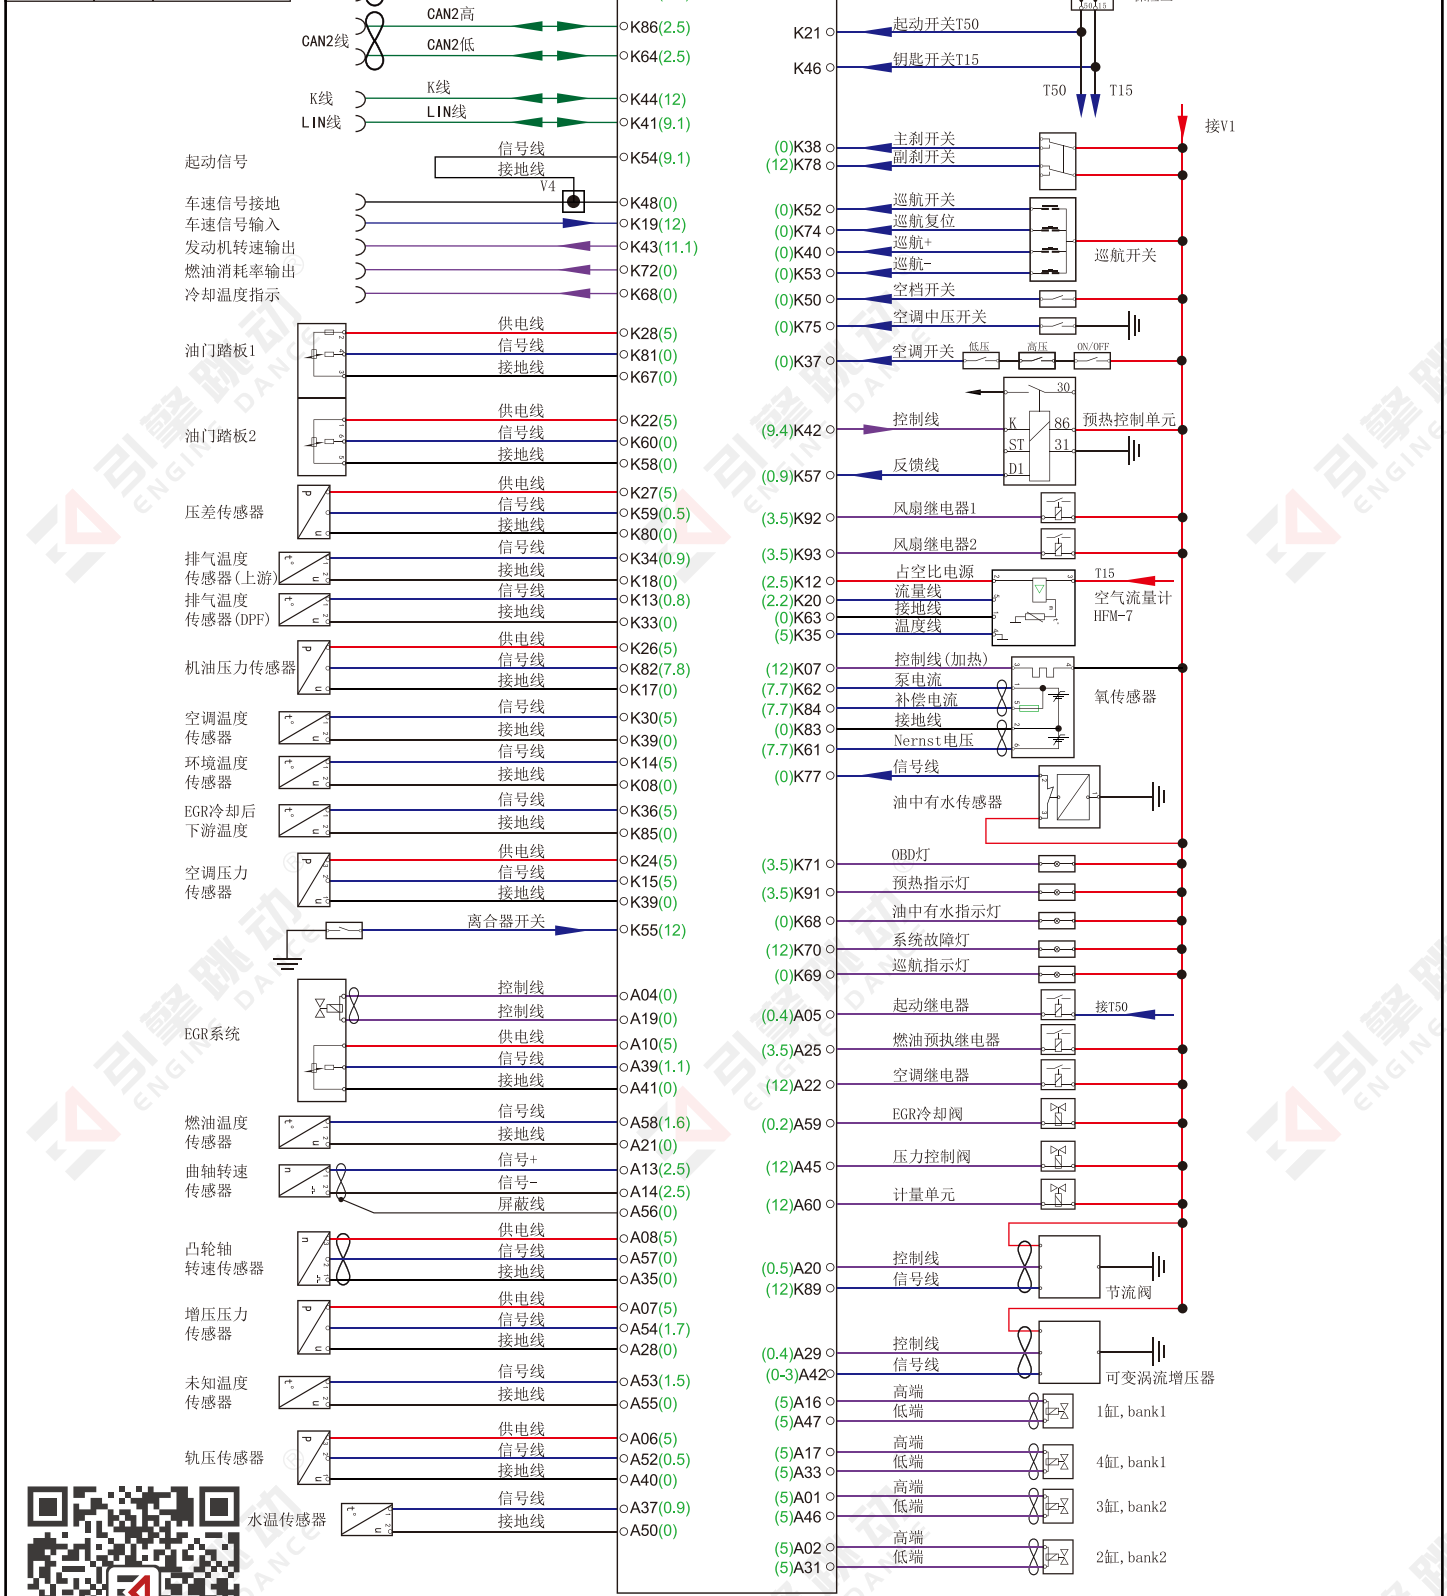 50 15
CAN2线
CAN2高
K86(2.5)
CAN2低
K64(2.5)
K线
K线
K44(12)
LIN线
LIN线
K41(9.1)
起动信号
信号线
K54(9.1)
接地线
V4
车速信号接地
K48(0)
车速信号输入
K19(12)
发动机转速输出
K43(11.1)
燃油消耗率输出
K72(0)
冷却温度指示
K68(0)
油门踏板1
供电线
K28(5)
信号线
K81(0)
接地线
K67(0)
油门踏板2
供电线
K22(5)
信号线
K60(0)
接地线
K58(0)
压差传感器
供电线
K27(5)
信号线
K59(0.5)
接地线
K80(0)
排气温度
传感器(上游)
信号线
K34(0.9)
接地线
K18(0)
排气温度
传感器(DPF)
信号线
K13(0.8)
接地线
K33(0)
机油压力传感器
供电线
K26(5)
信号线
K82(7.8)
接地线
K17(0)
空调温度
传感器
信号线
K30(5)
接地线
K39(0)
环境温度
传感器
信号线
K14(5)
接地线
K08(0)
EGR冷却后
下游温度
信号线
K36(5)
接地线
K85(0)
空调压力
传感器
供电线
K24(5)
信号线
K15(5)
接地线
K39(0)
离合器开关
K55(12)
EGR系统
控制线
A04(0)
控制线
A19(0)
供电线
A10(5)
信号线
A39(1.1)
接地线
A41(0)
燃油温度
传感器
信号线
A58(1.6)
接地线
A21(0)
曲轴转速
传感器
信号+
A13(2.5)
信号-
A14(2.5)
屏蔽线
A56(0)
凸轮轴
转速传感器
供电线
A08(5)
信号线
A57(0)
接地线
A35(0)
增压压力
传感器
供电线
A07(5)
信号线
A54(1.7)
接地线
A28(0)
未知温度
传感器
信号线
A53(1.5)
接地线
A55(0)
轨压传感器
供电线
A06(5)
信号线
A52(0.5)
接地线
A40(0)
水温传感器
信号线
A37(0.9)
接地线
A50(0)
K21
起动开关T50
K46
钥匙开关T15
T50
T15
接V1
(0)K38
主刹开关
(12)K78
副刹开关
(0)K52
巡航开关
(0)K74
巡航复位
(0)K40
巡航+
(0)K53
巡航-
巡航开关
(0)K50
空档开关
(0)K75
空调中压开关
(0)K37
空调开关
低压
高压
ON/OFF
30
(9.4)K42
控制线
K
86
预热控制单元
ST
31
(0.9)K57
反馈线
D1
(3.5)K92
风扇继电器1
(3.5)K93
风扇继电器2
(2.5)K12
占空比电源
T15
(2.2)K20
流量线
空气流量计
HFM-7
(0)K63
接地线
(5)K35
温度线
(12)K07
控制线(加热)
(7.7)K62
泵电流
(7.7)K84
补偿电流
氧传感器
(0)K83
接地线
(7.7)K61
Nernst电压
(0)K77
信号线
油中有水传感器
(3.5)K71
OBD灯
(3.5)K91
预热指示灯
(0)K68
油中有水指示灯
(12)K70
系统故障灯
(0)K69
巡航指示灯
(0.4)A05
起动继电器
接T50
(3.5)A25
燃油预执继电器
(12)A22
空调继电器
(0.2)A59
EGR冷却阀
(12)A45
压力控制阀
(12)A60
计量单元
(0.5)A20
控制线
(12)K89
信号线
节流阀
(0.4)A29
控制线
(0-3)A42
信号线
可变涡流增压器
(5)A16
高端
(5)A47
低端
1缸,bank1
(5)A17
高端
(5)A33
低端
4缸,bank1
(5)A01
高端
(5)A46
低端
3缸,bank2
(5)A02
高端
(5)A31
低端
2缸,bank2
引擎跳动
ENGINE DANCE